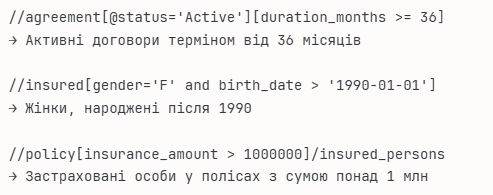 //agreement[@status='Active'][duration_months >= 36]
→ Активні договори терміном від 36 місяців
//insured[gender='F' and birth_date > '1990-01-01']
→ Жінки, народжені після 1990
//policy[insurance_amount > 1000000]/insured_persons
→ Застраховані особи у полісах з сумою понад 1 млн